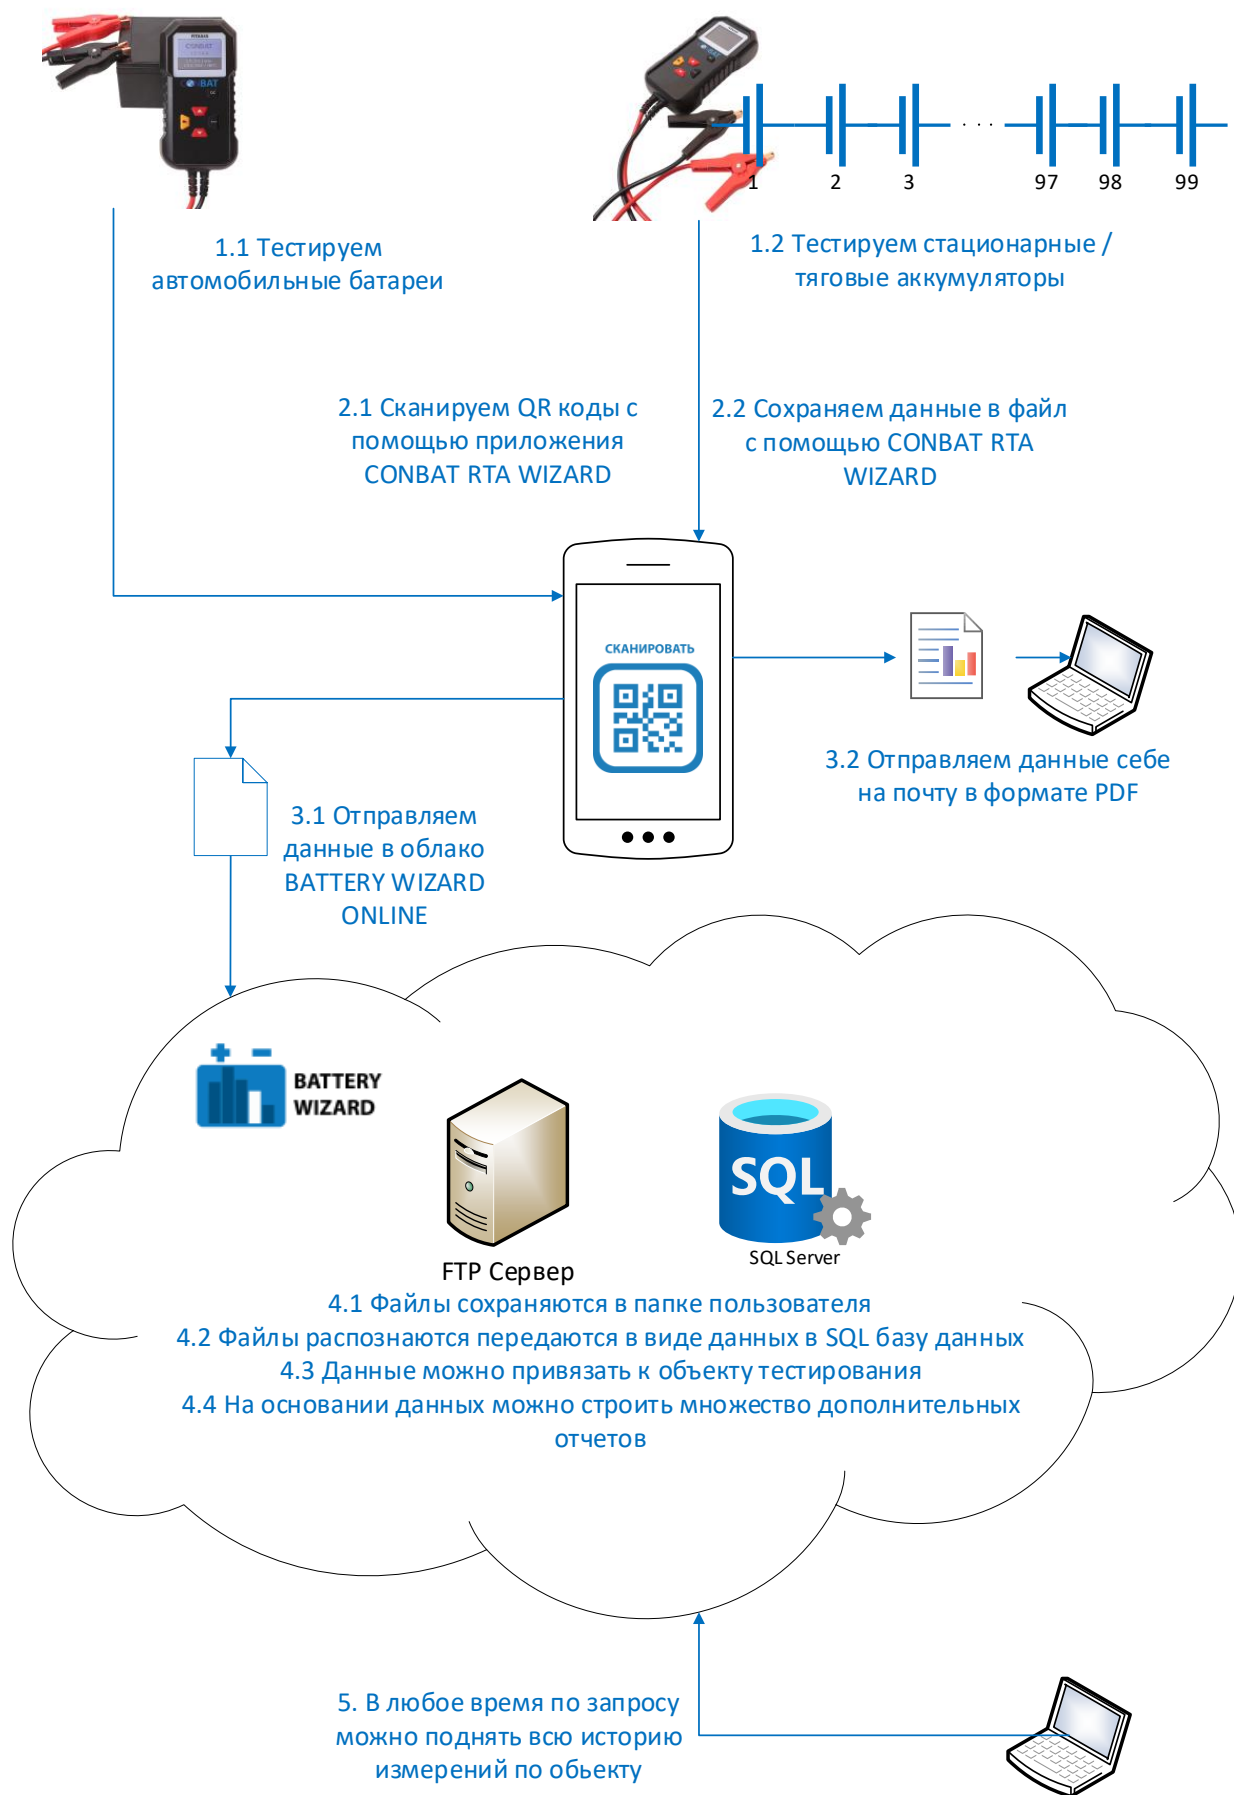 CONBAT
1
2
3
. . .
97
98
99
1.1 Тестируем
автомобильные батареи
1.2 Тестируем стационарные /
тяговые аккумуляторы
2.1 Сканируем QR коды с
помощью приложения
CONBAT RTA WIZARD
2.2 Сохраняем данные в файл
с помощью CONBAT RTA
WIZARD
СКАНИРОВАТЬ
3.2 Отправляем данные себе
на почту в формате PDF
3.1 Отправляем
данные в облако
BATTERY WIZARD
ONLINE
BATTERY
WIZARD
SQL
FTP Сервер
SQL Server
4.1 Файлы сохраняются в папке пользователя
4.2 Файлы распознаются передаются в виде данных в SQL базу данных
4.3 Данные можно привязать к объекту тестирования
4.4 На основании данных можно строить множество дополнительных
отчетов
5. В любое время по запросу
можно поднять всю историю
измерений по обьекту